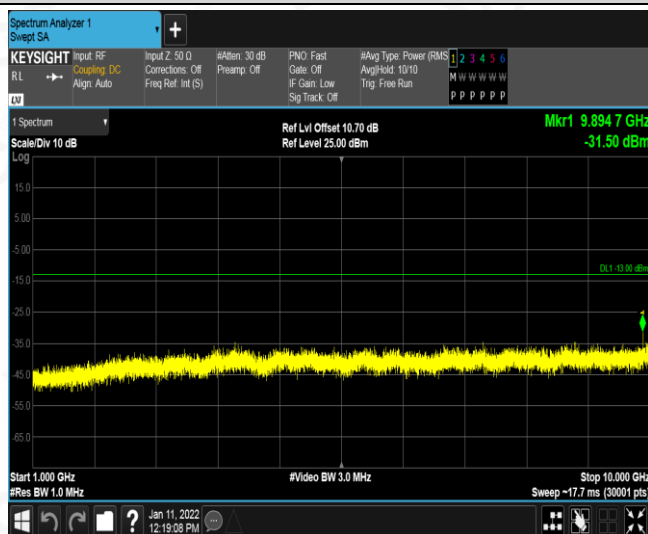 Spectrum Analyzer 1
Swept SA
+
KEYSIGHT
RL
LXI
Input: RF
Coupling: DC
Align: Auto
Input Z: 50 Ω
Corrections: Off
Freq Ref: Int (S)
#Atten: 30 dB
Preamp: Off
PNO: Fast
Gate: Off
IF Gain: Low
Sig Track: Off
#Avg Type: Power (RMS
Avg|Hold: 10/10
Trig: Free Run
1 2 3 4 5 6
M W W W W W
P P P P P P
1 Spectrum
Scale/Div 10 dB
Ref Lvl Offset 10.70 dB
Ref Level 25.00 dBm
Mkr1 9.894 7 GHz
-31.50 dBm
Log
15.0
5.00
-5.00
-15.0
-25.0
-35.0
-45.0
-55.0
-65.0
DL1 -13.00 dBm
1
Start 1.000 GHz
#Res BW 1.0 MHz
#Video BW 3.0 MHz
Stop 10.000 GHz
Sweep ~17.7 ms (30001 pts)
?
Jan 11, 2022
12:19:08 PM